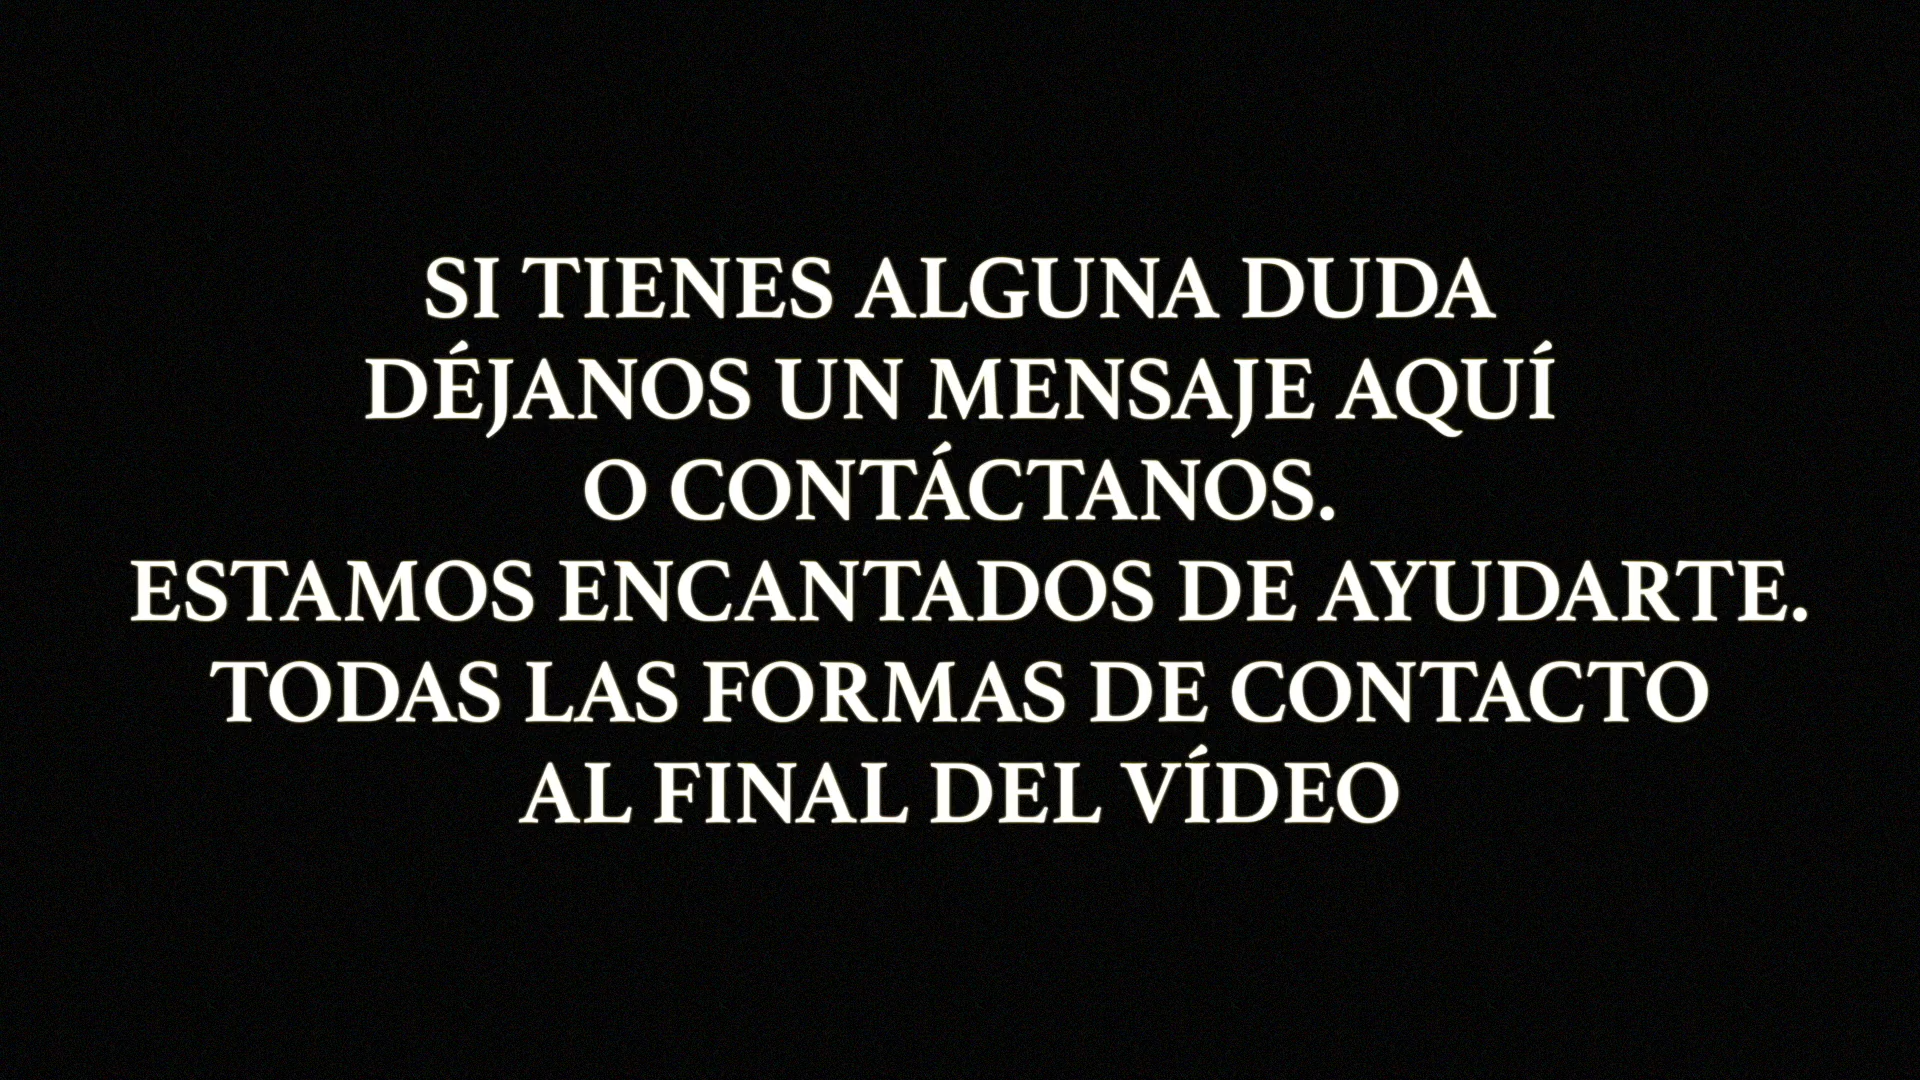 SI TIENES ALGUNA DUDA
DÉJANOS UN MENSAJE AQUÍ
O CONTÁCTANOS.
ESTAMOS ENCANTADOS DE AYUDARTE.
TODAS LAS FORMAS DE CONTACTO
AL FINAL DEL VÍDEO